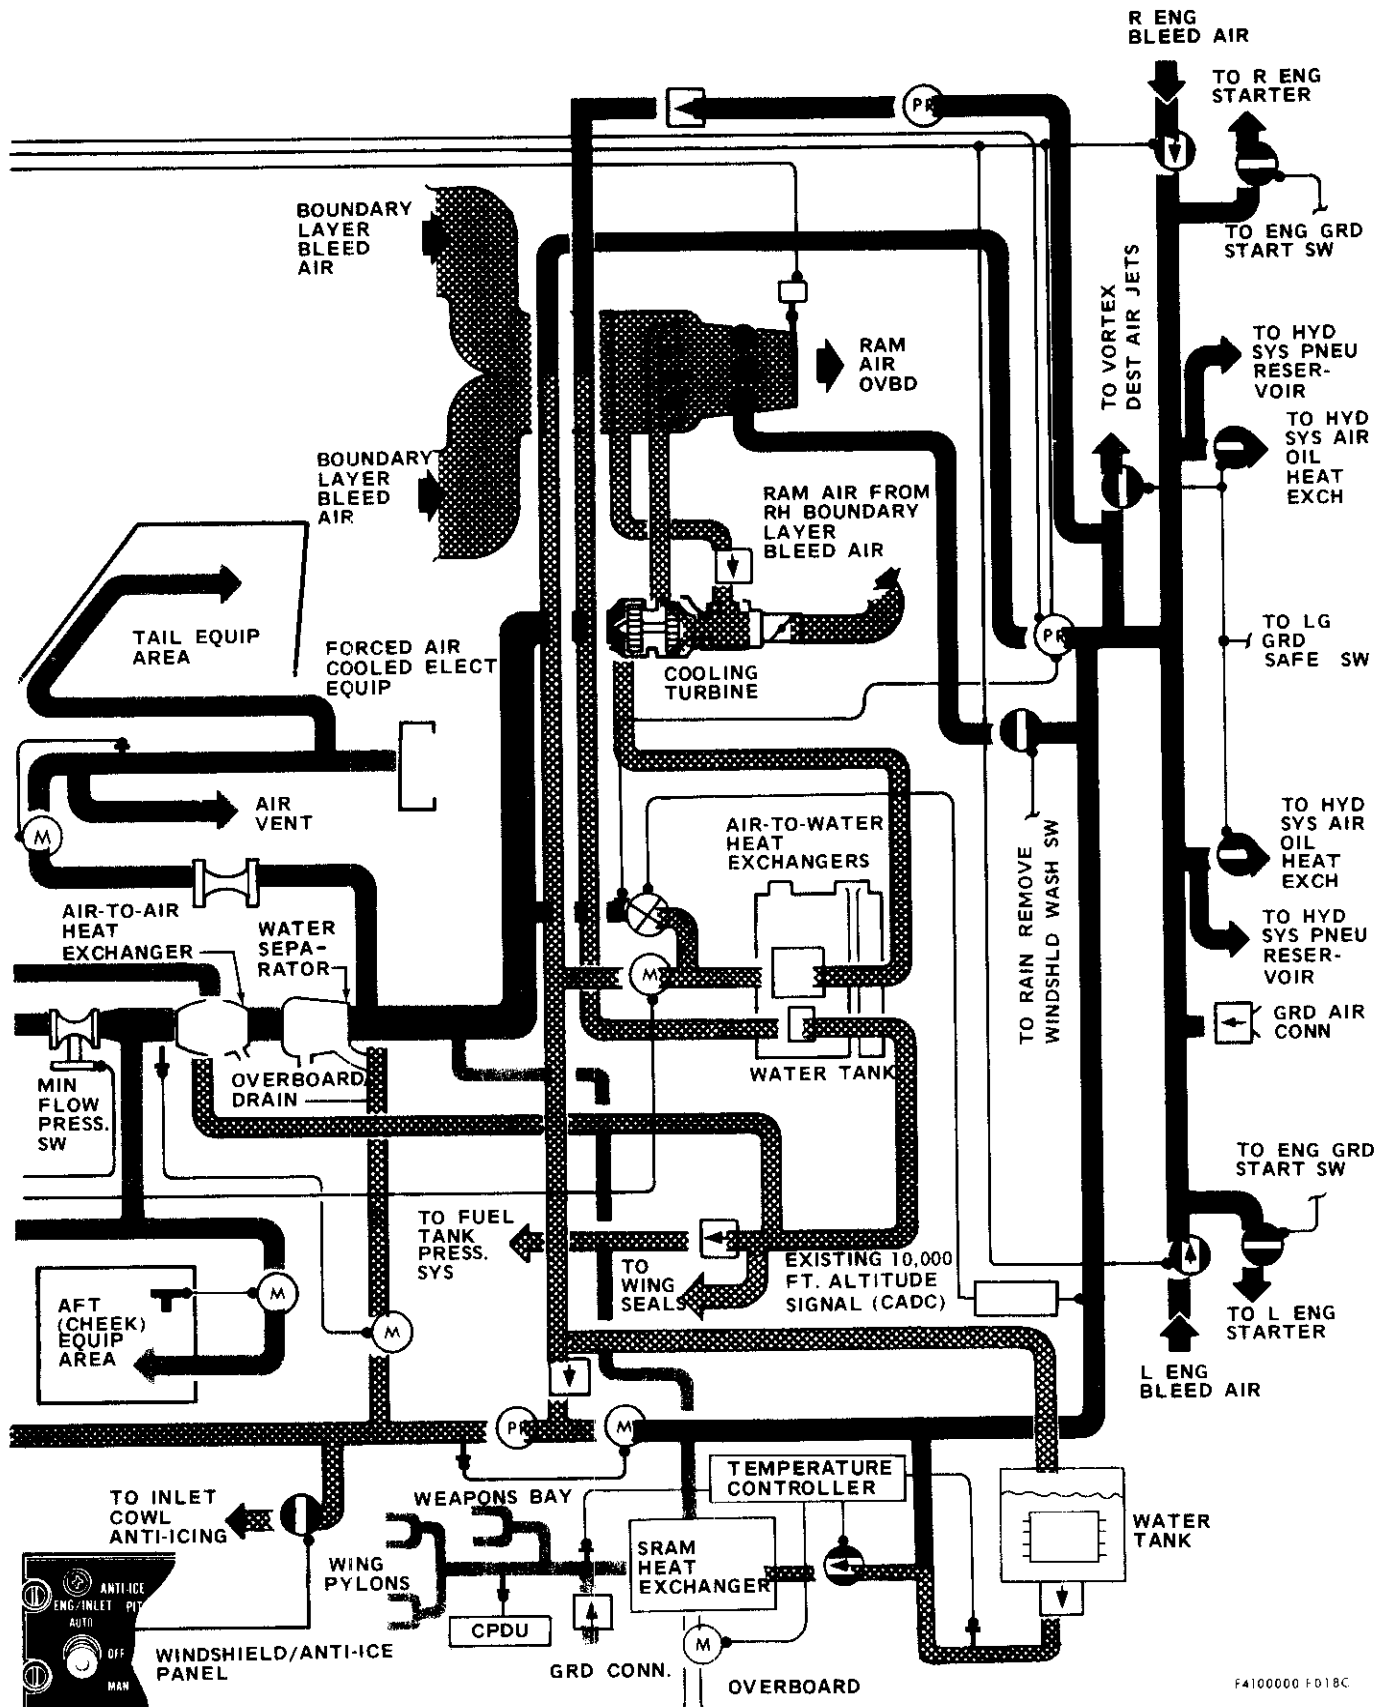 R ENG
BLEED AIR
TO R ENG
STARTER
PR
TO ENG GRD
START SW
BOUNDARY
LAYER
BLEED
AIR
TO VORTEX
DEST AIR JETS
TO HYD
SYS PNEU
RESER-
VOIR
RAM
AIR
OVBD
TO HYD
SYS AIR
OIL
HEAT
EXCH
BOUNDARY
LAYER
BLEED
AIR
RAM AIR FROM
RH BOUNDARY
LAYER
BLEED AIR
TAIL EQUIP
AREA
FORCED AIR
COOLED ELECT
EQUIP
COOLING
TURBINE
PR
TO LG
GRD
SAFE SW
AIR
VENT
M
AIR-TO-WATER
HEAT
EXCHANGERS
TO RAIN REMOVE
WINDSHLD WASH SW
TO HYD
SYS AIR
OIL
HEAT
EXCH
AIR-TO-AIR
HEAT
EXCHANGER
WATER
SEPA-
RATOR
M
TO HYD
SYS PNEU
RESER-
VOIR
GRD AIR
CONN
MIN
FLOW
PRESS.
SW
OVERBOARD
DRAIN
WATER TANK
TO ENG GRD
START SW
TO FUEL
TANK
PRESS.
SYS
TO
WING
SEALS
EXISTING 10,000
FT. ALTITUDE
SIGNAL (CADC)
AFT
(CHEEK)
EQUIP
AREA
M
M
TO L ENG
STARTER
L ENG
BLEED AIR
PR
M
TEMPERATURE
CONTROLLER
TO INLET
COWL
ANTI-ICING
WEAPONS BAY
WING
PYLONS
SRAM
HEAT
EXCHANGER
WATER
TANK
CPDU
M
GRD CONN.
OVERBOARD
ANTI-ICE
ENG/INLET PIT
AUTO
OFF
MAN
WINDSHIELD/ANTI-ICE
PANEL
F4100000 F018C